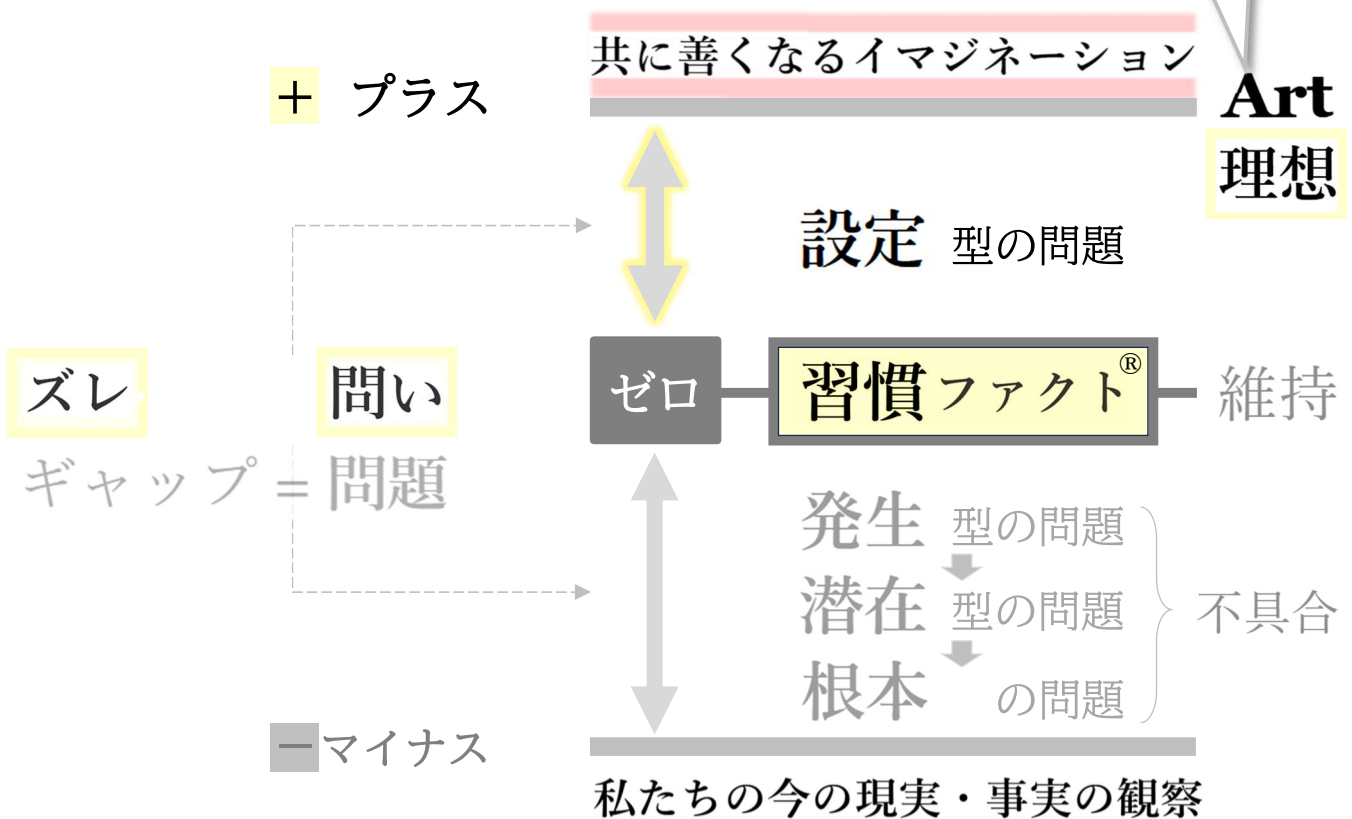 共に善くなるイマジネーション
＋ プラス
Art
理想
設定 型の問題
ズレ 問い
ゼロ 習慣ファクト® 維持
ギャップ = 問題
発生 型の問題
潜在 型の問題
不具合
根本 の問題
－マイナス
私たちの今の現実・事実の観察